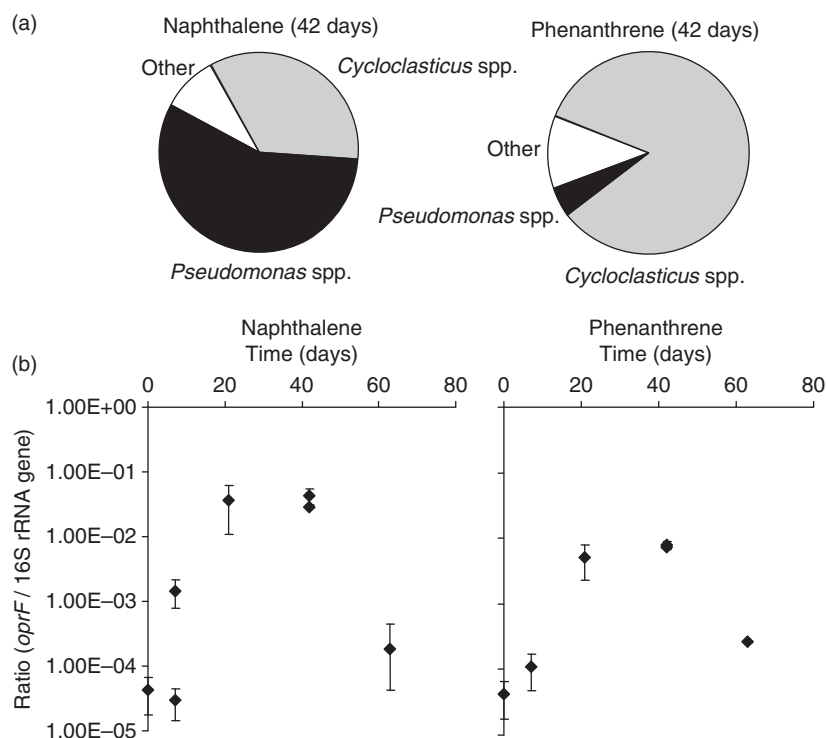 (a)
Naphthalene (42 days)
Other
Cycloclasticus spp.
Pseudomonas spp.
Phenanthrene (42 days)
Other
Pseudomonas spp.
Cycloclasticus spp.
(b)
Naphthalene
Time (days)
0 20 40 60 80
1.00E+00
1.00E−01
1.00E−02
1.00E−03
1.00E−04
1.00E−05
Ratio (oprF / 16S rRNA gene)
Phenanthrene
Time (days)
0 20 40 60 80